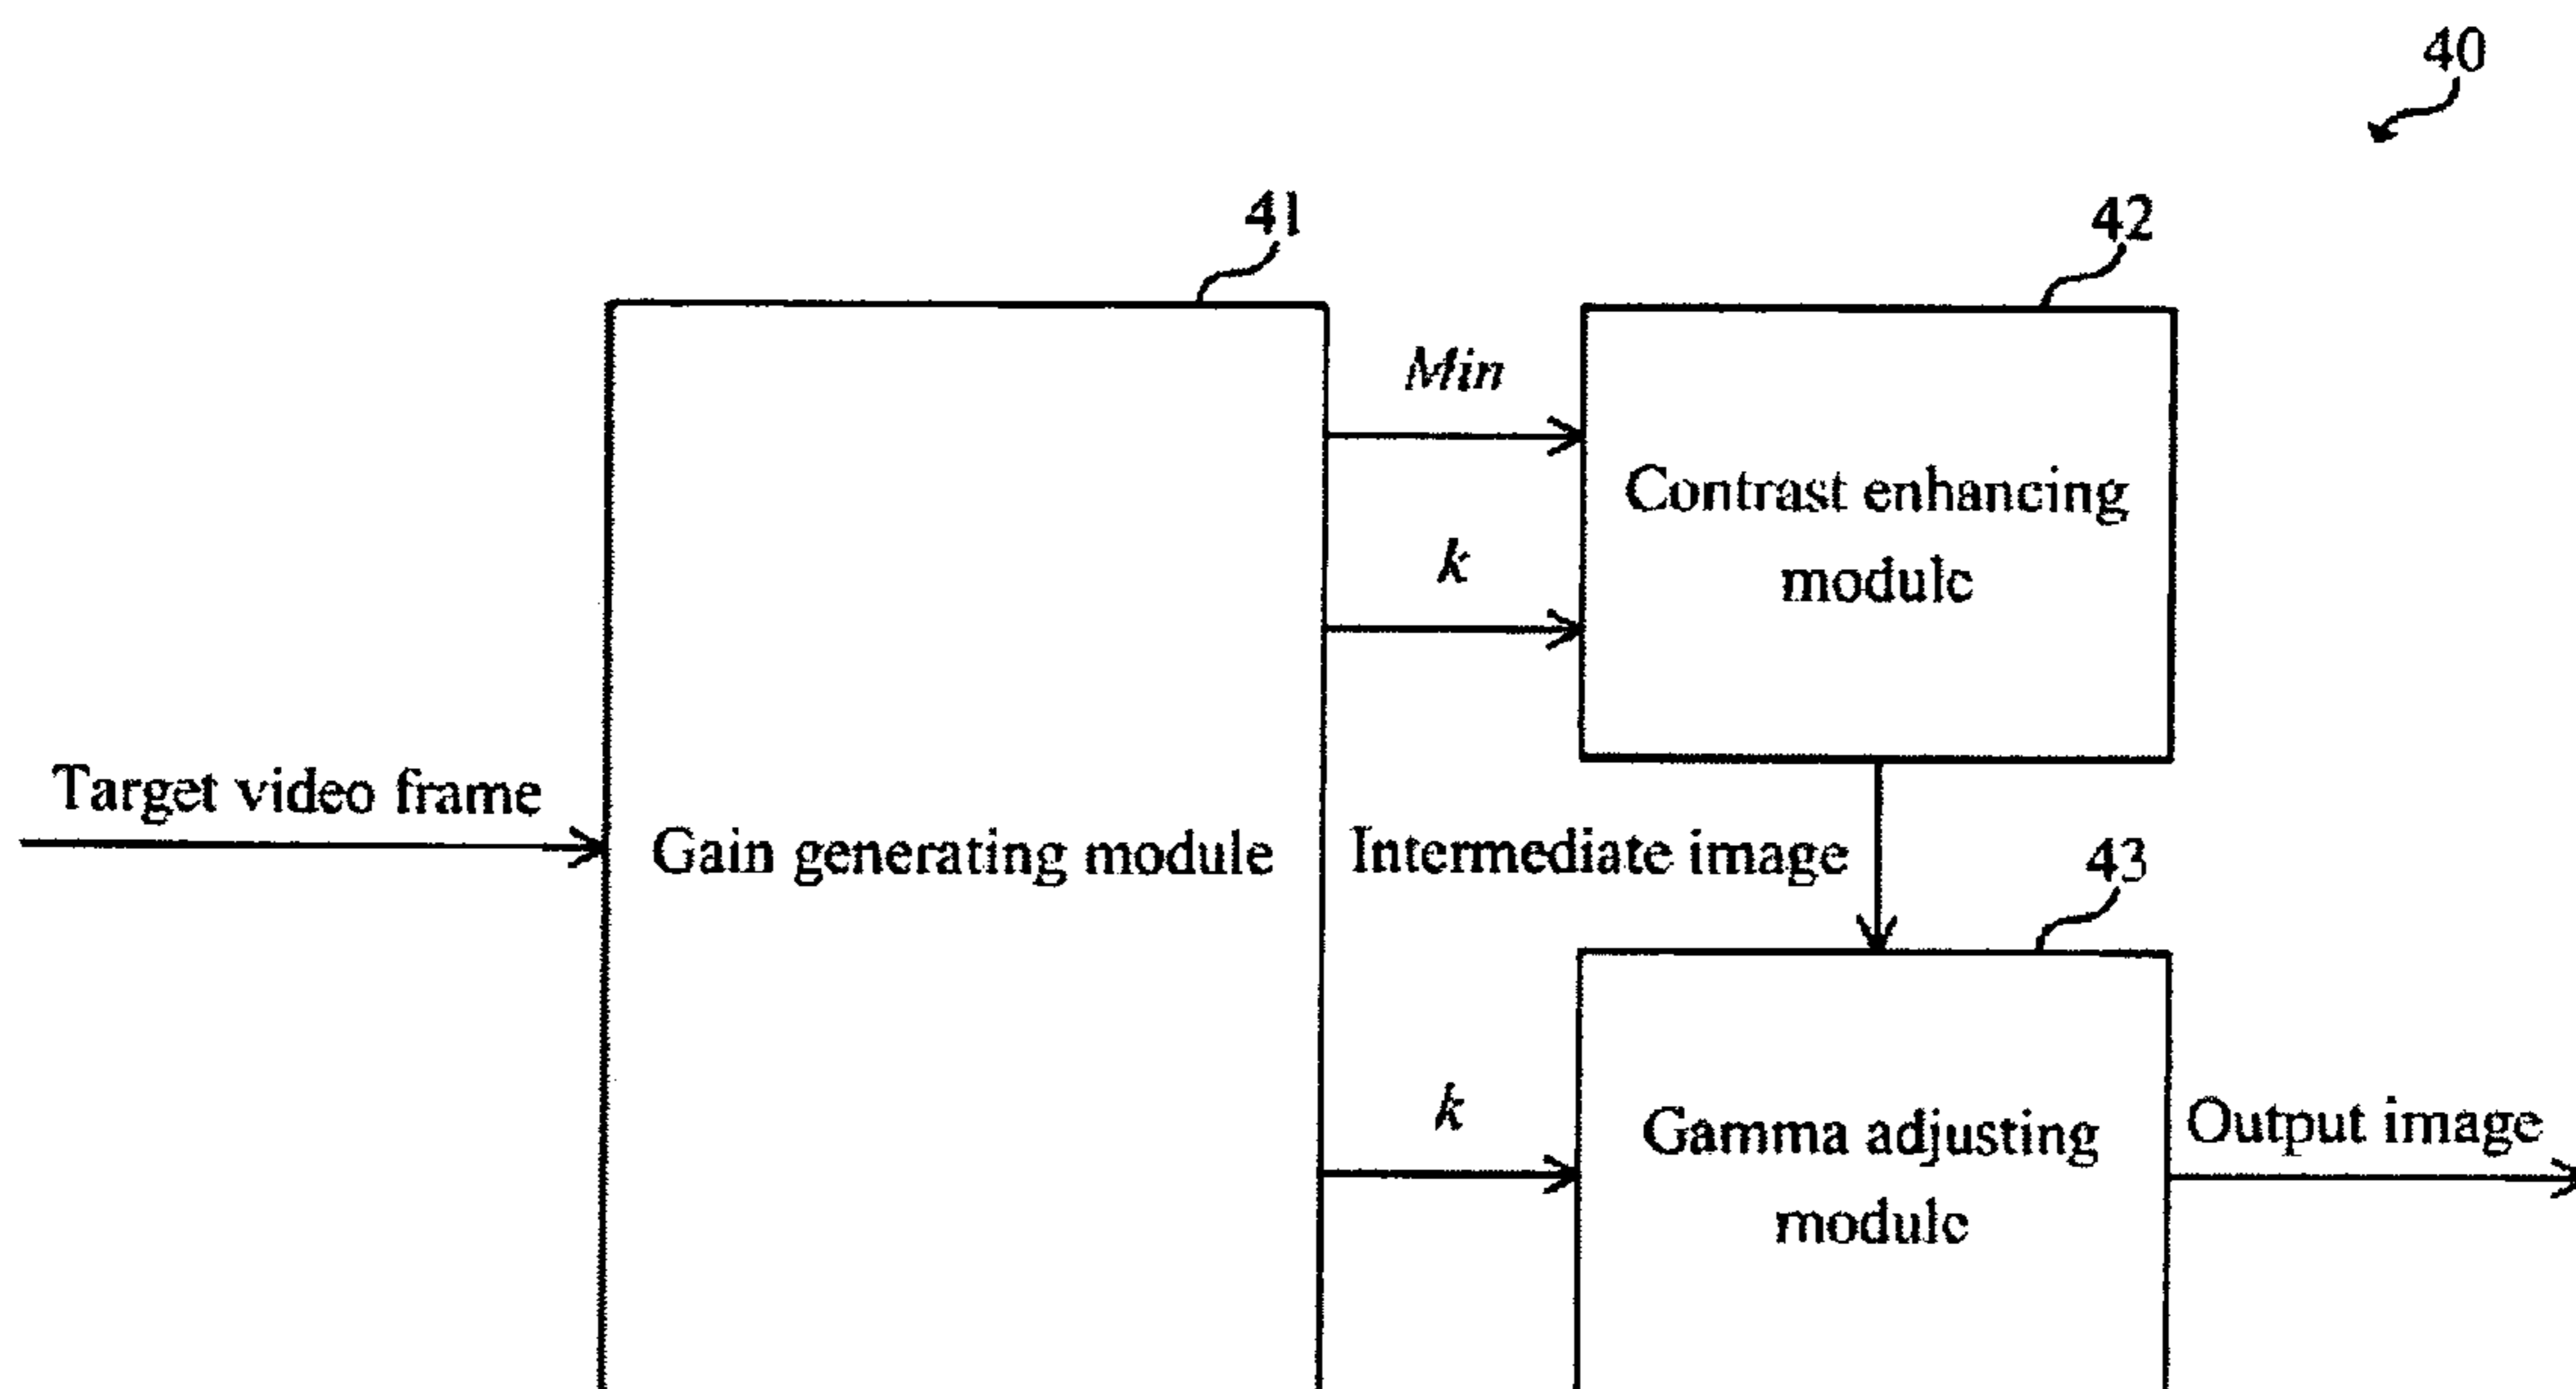 40
41
42
Min
Contrast enhancing
module
k
Target video frame
Gain generating module
Intermediate image
43
k
Gamma adjusting
module
Output image